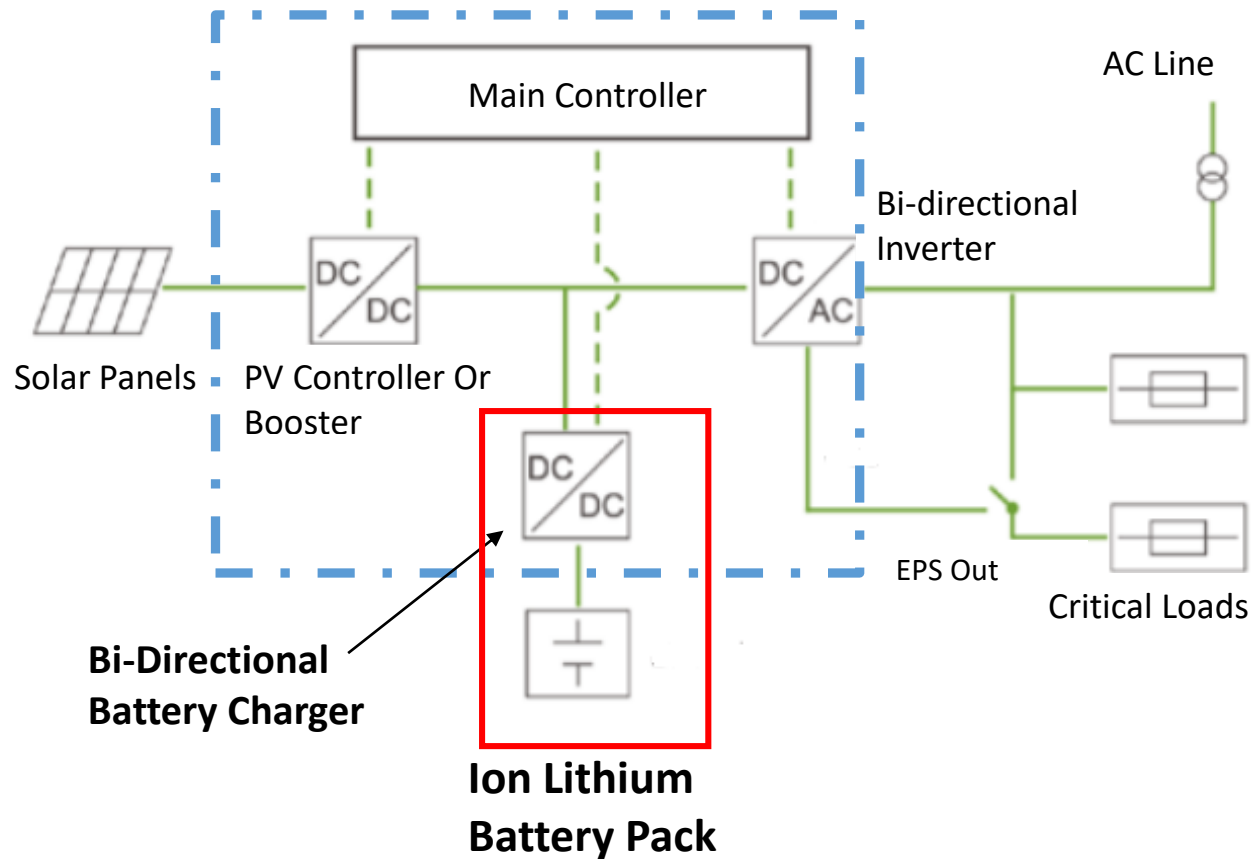 Main Controller
AC Line
Bi-directional
Inverter
DC
DC
DC
AC
Solar Panels
PV Controller Or
Booster
DC
DC
EPS Out
Critical Loads
Bi-Directional
Battery Charger
Ion Lithium
Battery Pack